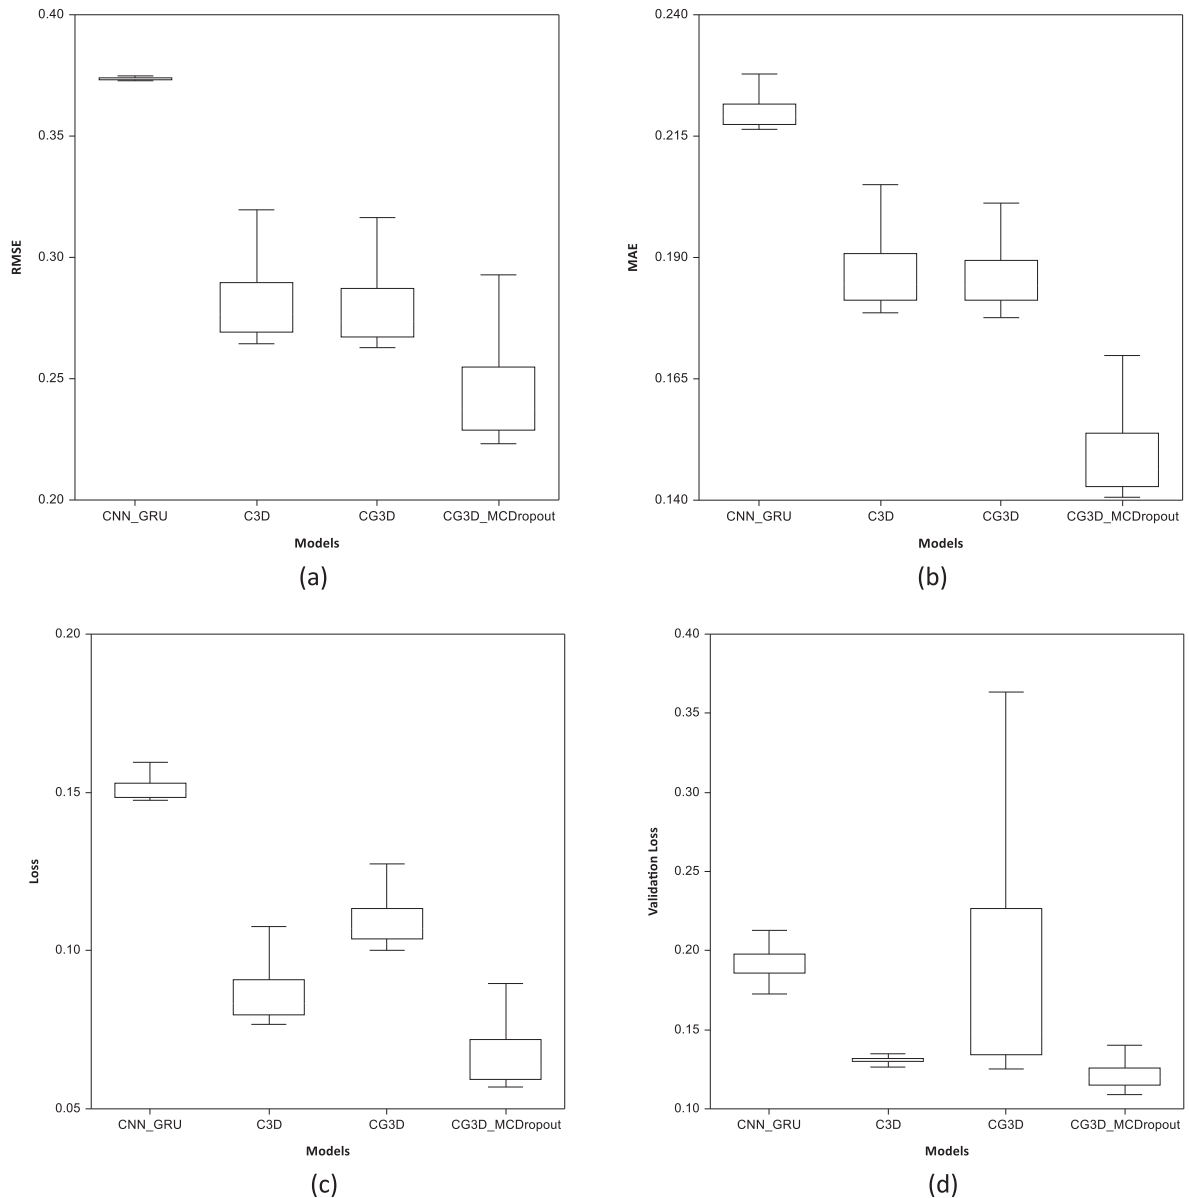 0.40
0.35
0.30
0.25
0.20
RMSE
CNN_GRU C3D CG3D CG3D_MCDropout
Models
(a)
0.240
0.215
0.190
0.165
0.140
MAE
CNN_GRU C3D CG3D CG3D_MCDropout
Models
(b)
0.20
0.15
0.10
0.05
Loss
CNN_GRU C3D CG3D CG3D_MCDropout
Models
(c)
0.40
0.35
0.30
0.25
0.20
0.15
0.10
Validation Loss
CNN_GRU C3D CG3D CG3D_MCDropout
Models
(d)